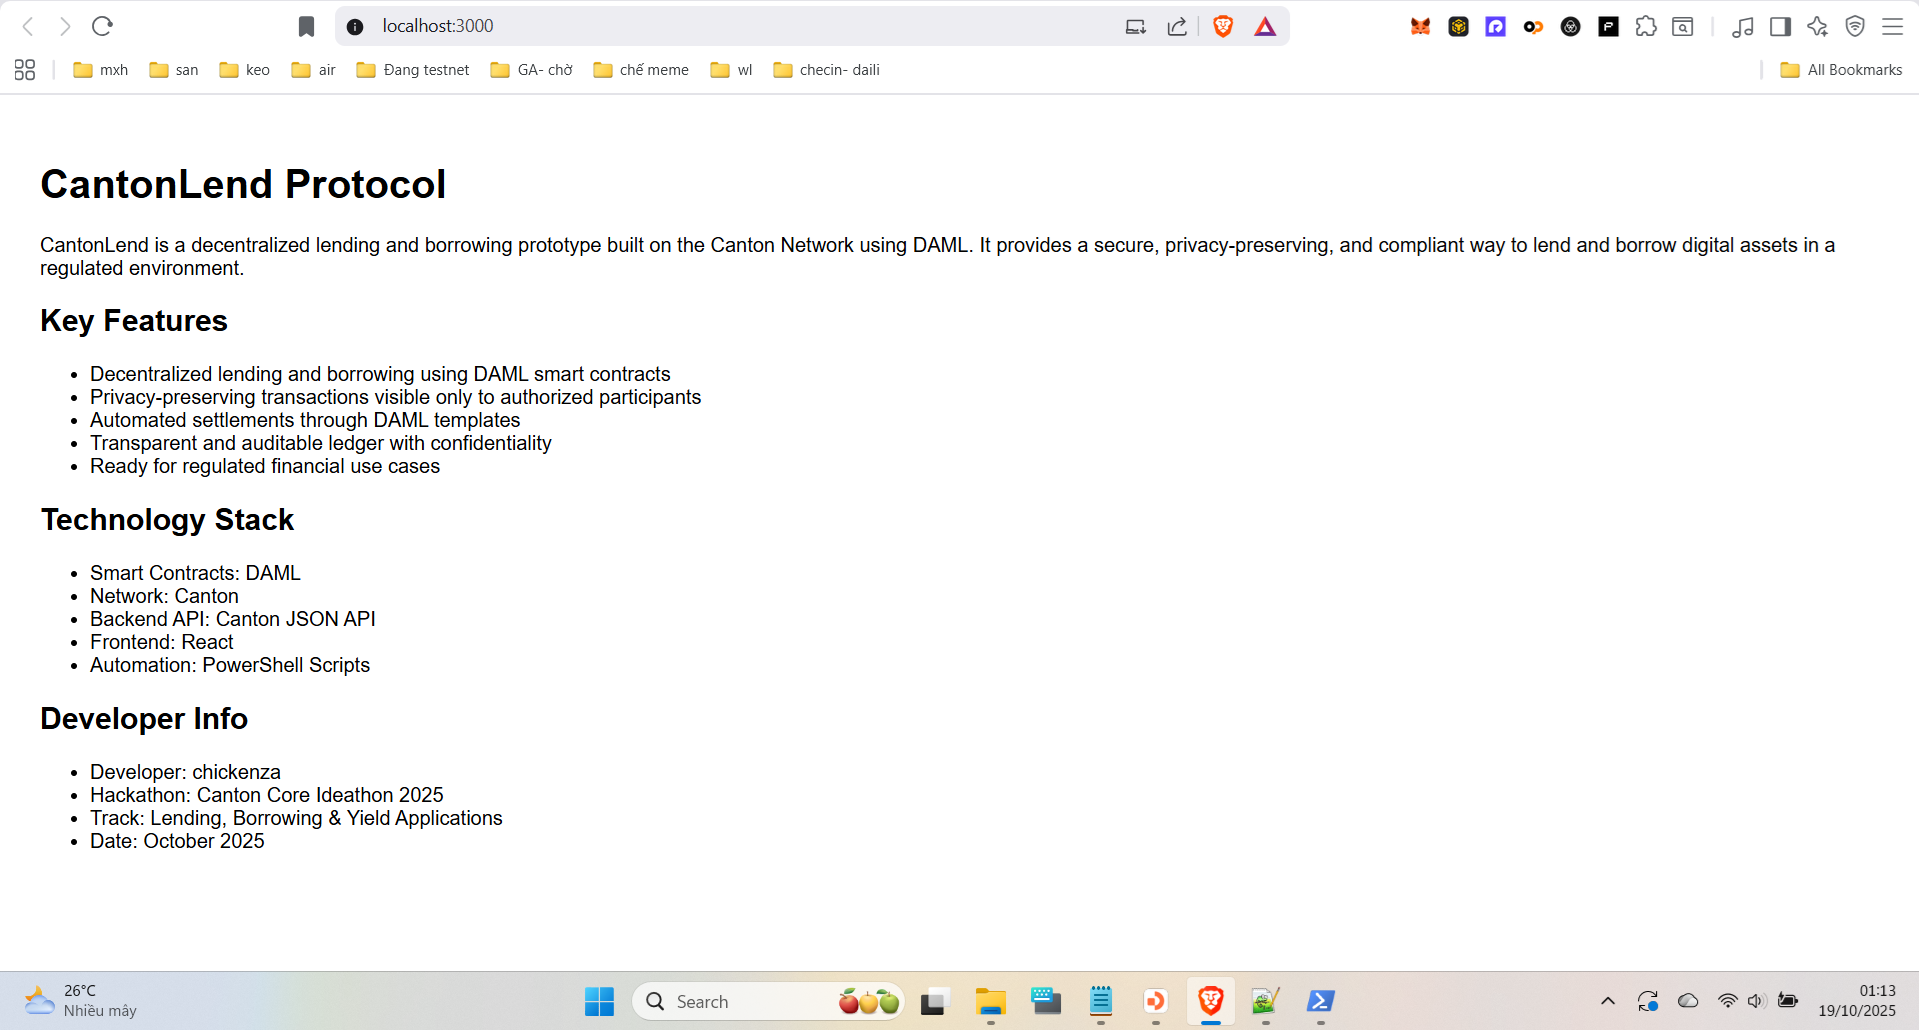 localhost:3000
mxh
san
keo
air
Đang testnet
GA- chờ
chế meme
wl
checin- daili
All Bookmarks
CantonLend Protocol
CantonLend is a decentralized lending and borrowing prototype built on the Canton Network using DAML. It provides a secure, privacy-preserving, and compliant way to lend and borrow digital assets in a
regulated environment.
Key Features
• Decentralized lending and borrowing using DAML smart contracts
• Privacy-preserving transactions visible only to authorized participants
• Automated settlements through DAML templates
• Transparent and auditable ledger with confidentiality
• Ready for regulated financial use cases
Technology Stack
• Smart Contracts: DAML
• Network: Canton
• Backend API: Canton JSON API
• Frontend: React
• Automation: PowerShell Scripts
Developer Info
• Developer: chickenza
• Hackathon: Canton Core Ideathon 2025
• Track: Lending, Borrowing & Yield Applications
• Date: October 2025
26°C
Nhiều mây
Search
01:13
19/10/2025